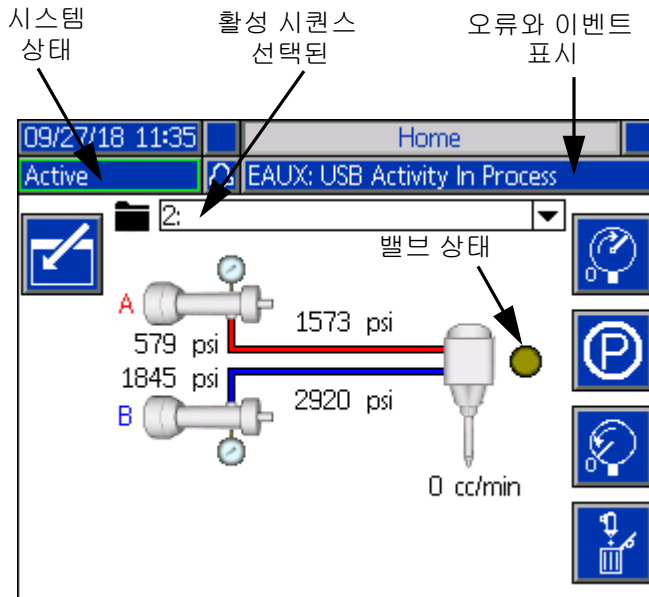 시스템
상태
활성 시퀀스
선택된
오류와 이벤트
표시
09/27/18 11:35
Home
Active
EAUX: USB Activity In Process
2:
밸브 상태
A
1573 psi
579 psi
1845 psi
2920 psi
B
0 cc/min
0
P
0